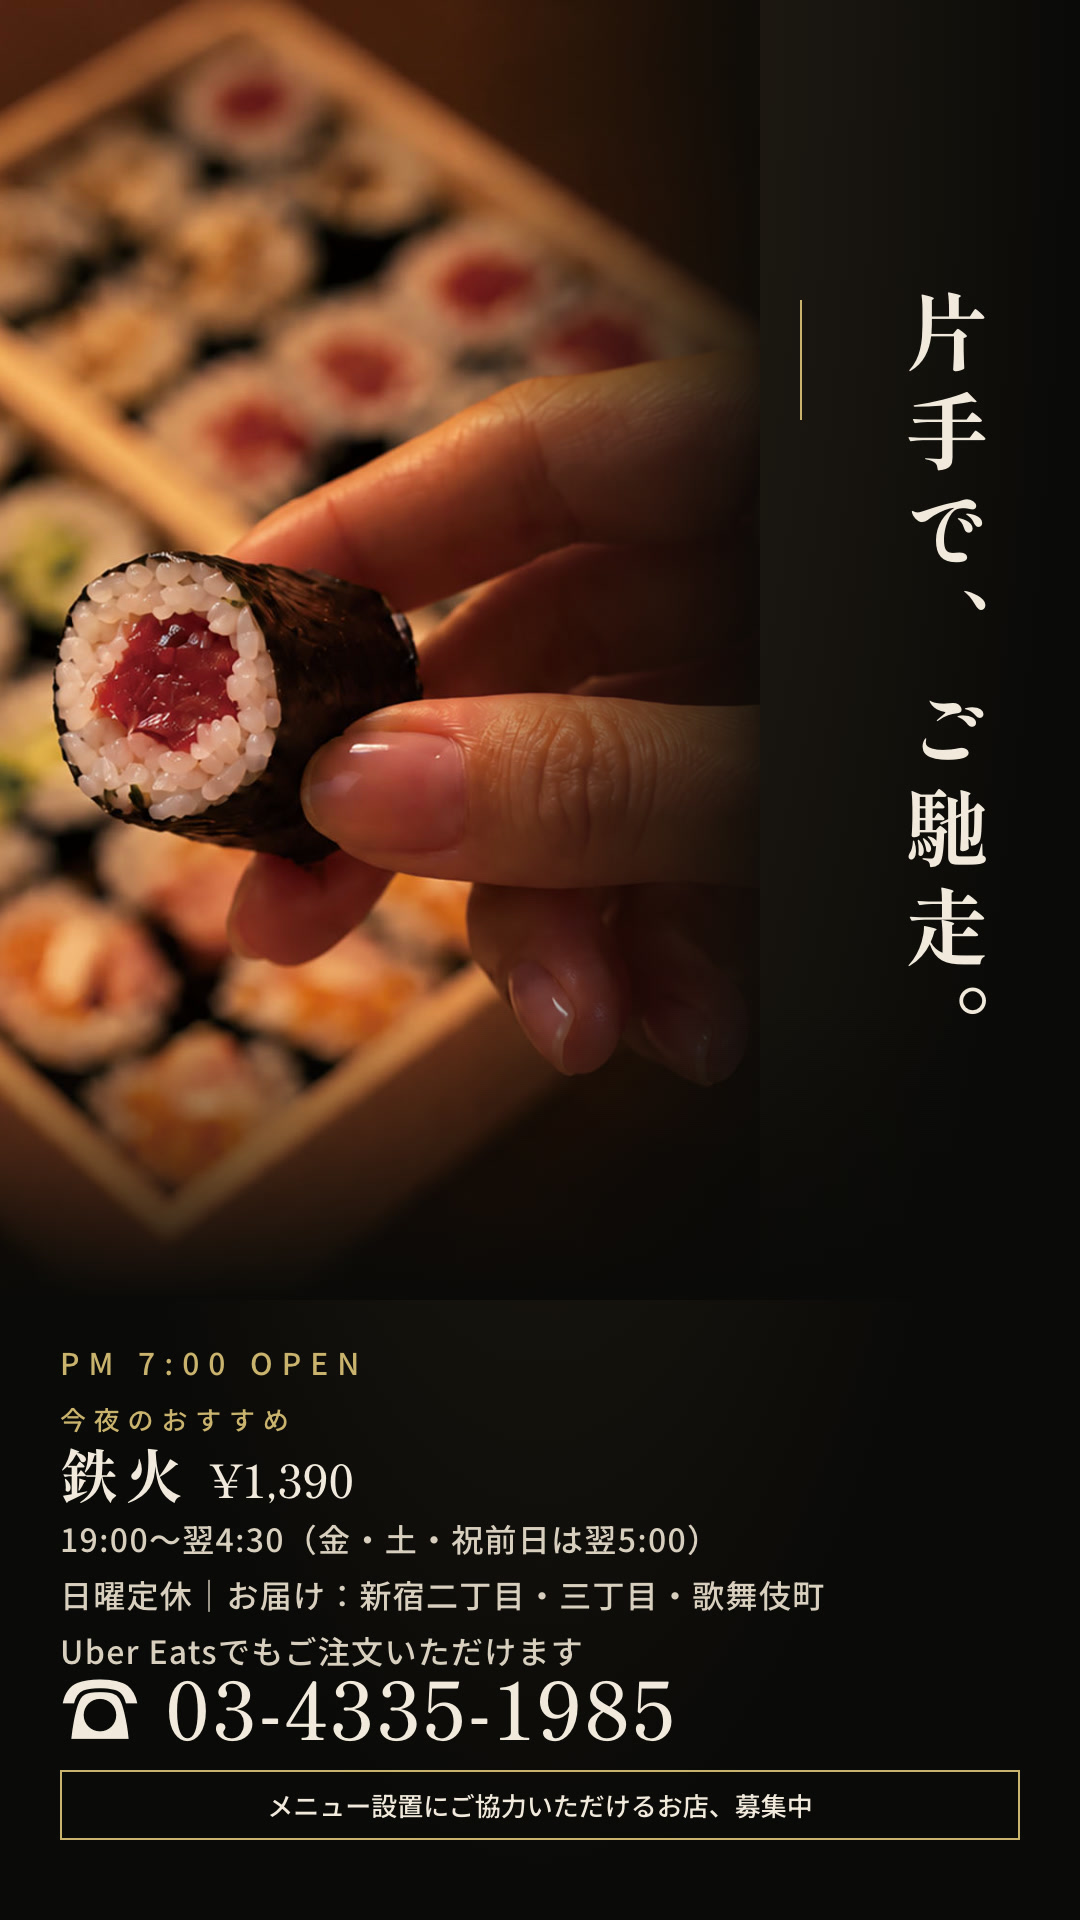 片手で、ご馳走。
PM 7:00 OPEN
今夜のおすすめ
鉄火 ¥1,390
19:00〜翌4:30（金・土・祝前日は翌5:00）
日曜定休｜お届け：新宿二丁目・三丁目・歌舞伎町
Uber Eatsでもご注文いただけます
☎ 03-4335-1985
メニュー設置にご協力いただけるお店、募集中